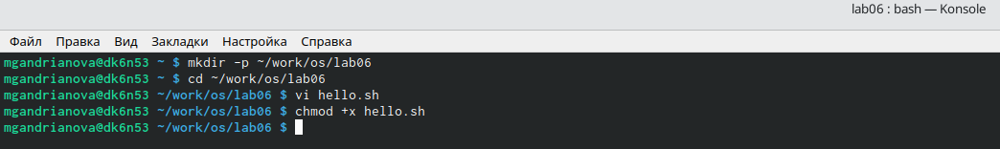 lab06 : bash — Konsole
Файл Правка Вид Закладки Настройка Справка
mgandrianova@dk6n53 ~ $ mkdir -p ~/work/os/lab06
mgandrianova@dk6n53 ~ $ cd ~/work/os/lab06
mgandrianova@dk6n53 ~/work/os/lab06 $ vi hello.sh
mgandrianova@dk6n53 ~/work/os/lab06 $ chmod +x hello.sh
mgandrianova@dk6n53 ~/work/os/lab06 $